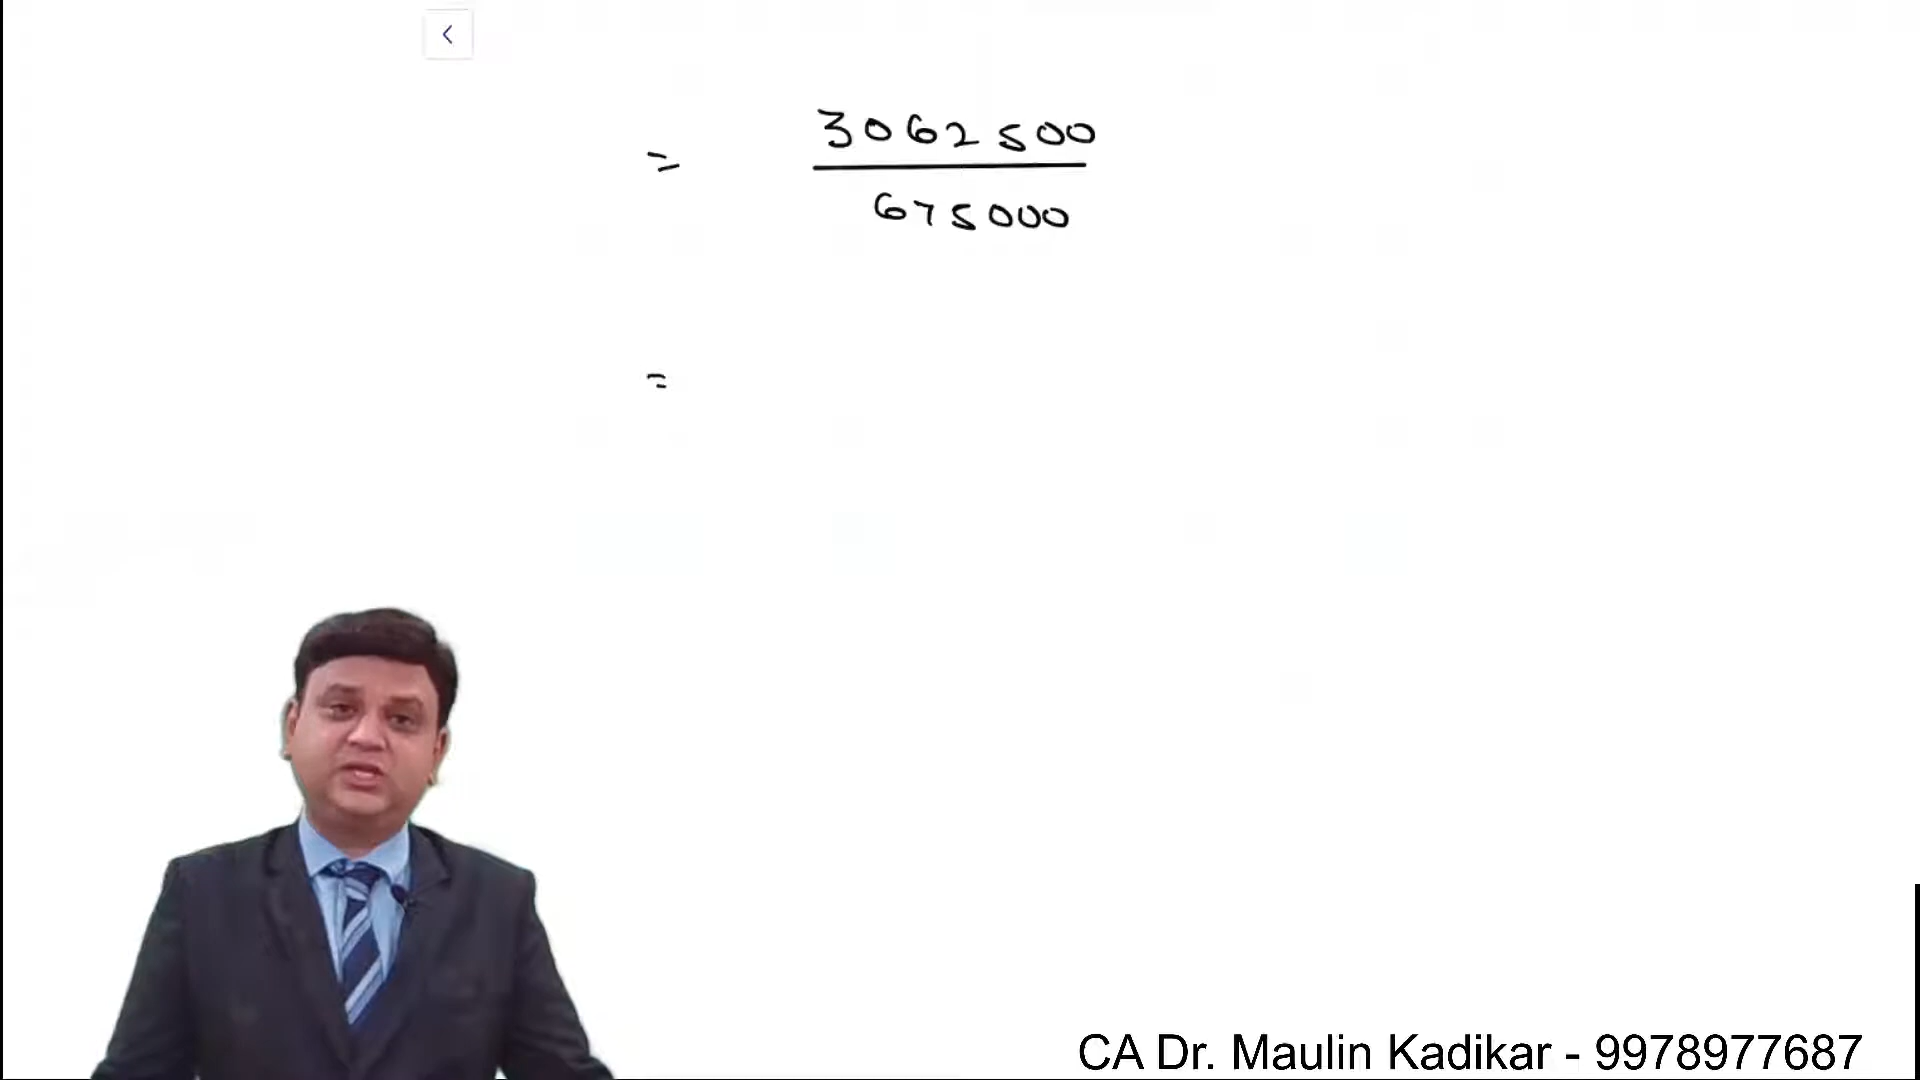 = 3062500
675000
=
CA Dr. Maulin Kadikar - 9978977687